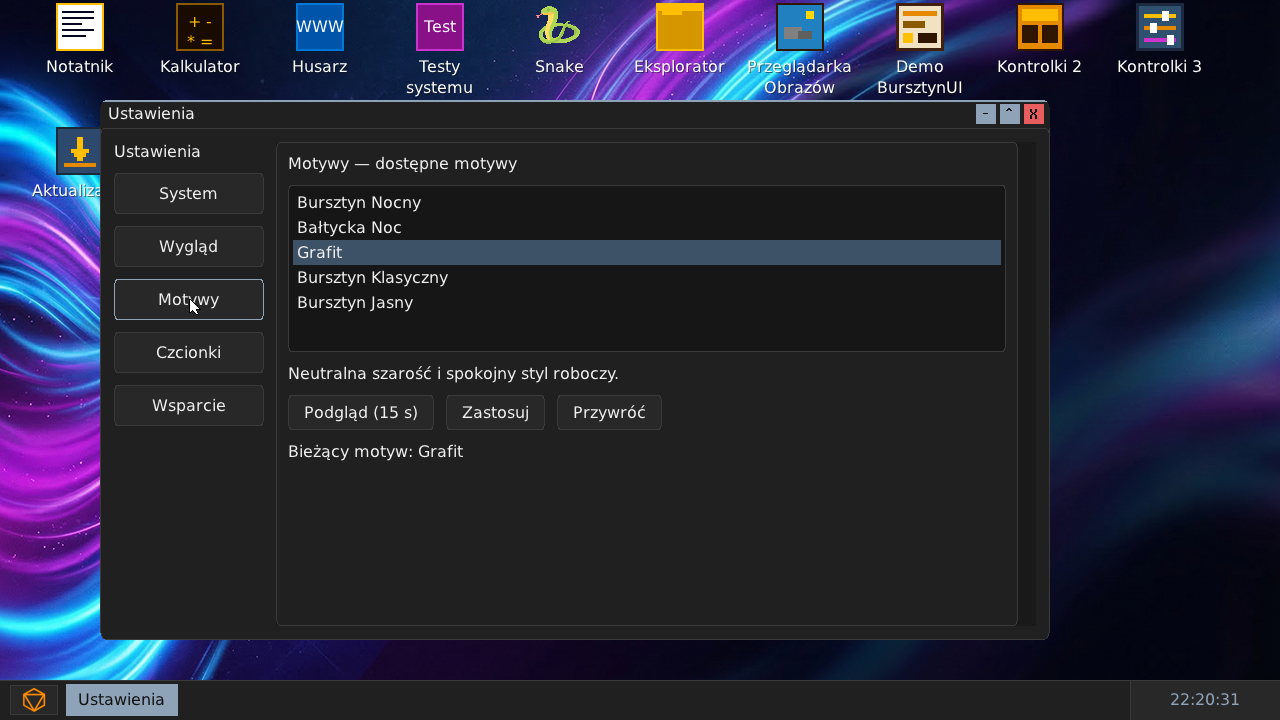 + -
* =
WWW
Test
Notatnik
Kalkulator
Husarz
Testy
systemu
Snake
Eksplorator
Przeglądarka
Obrazów
Demo
BursztynUI
Kontrolki 2
Kontrolki 3
Ustawienia
- ^ X
Ustawienia
System
Wygląd
Motywy
Czcionki
Wsparcie
Motywy — dostępne motywy
Bursztyn Nocny
Bałtycka Noc
Grafit
Bursztyn Klasyczny
Bursztyn Jasny
Neutralna szarość i spokojny styl roboczy.
Podgląd (15 s) Zastosuj Przywróć
Bieżący motyw: Grafit
Ustawienia
22:20:31